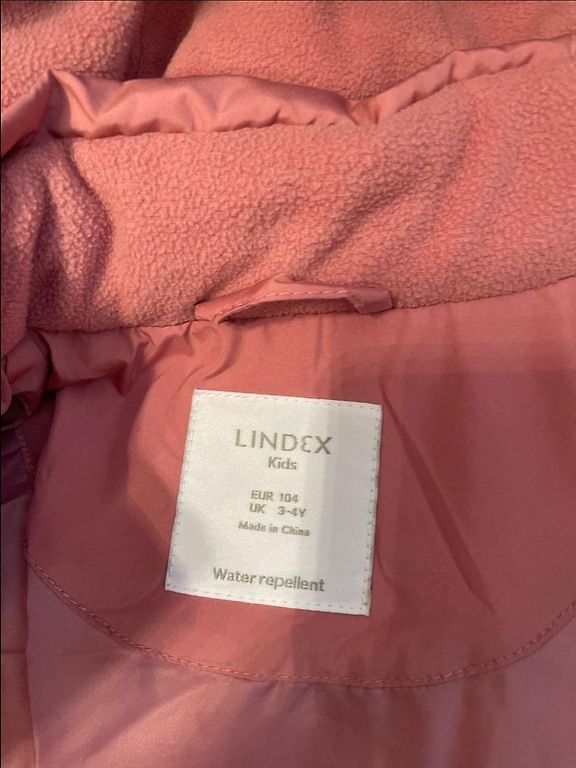 LINDEX
Kids
EUR 104
UK 3-4Y
Made in China
Water repellent